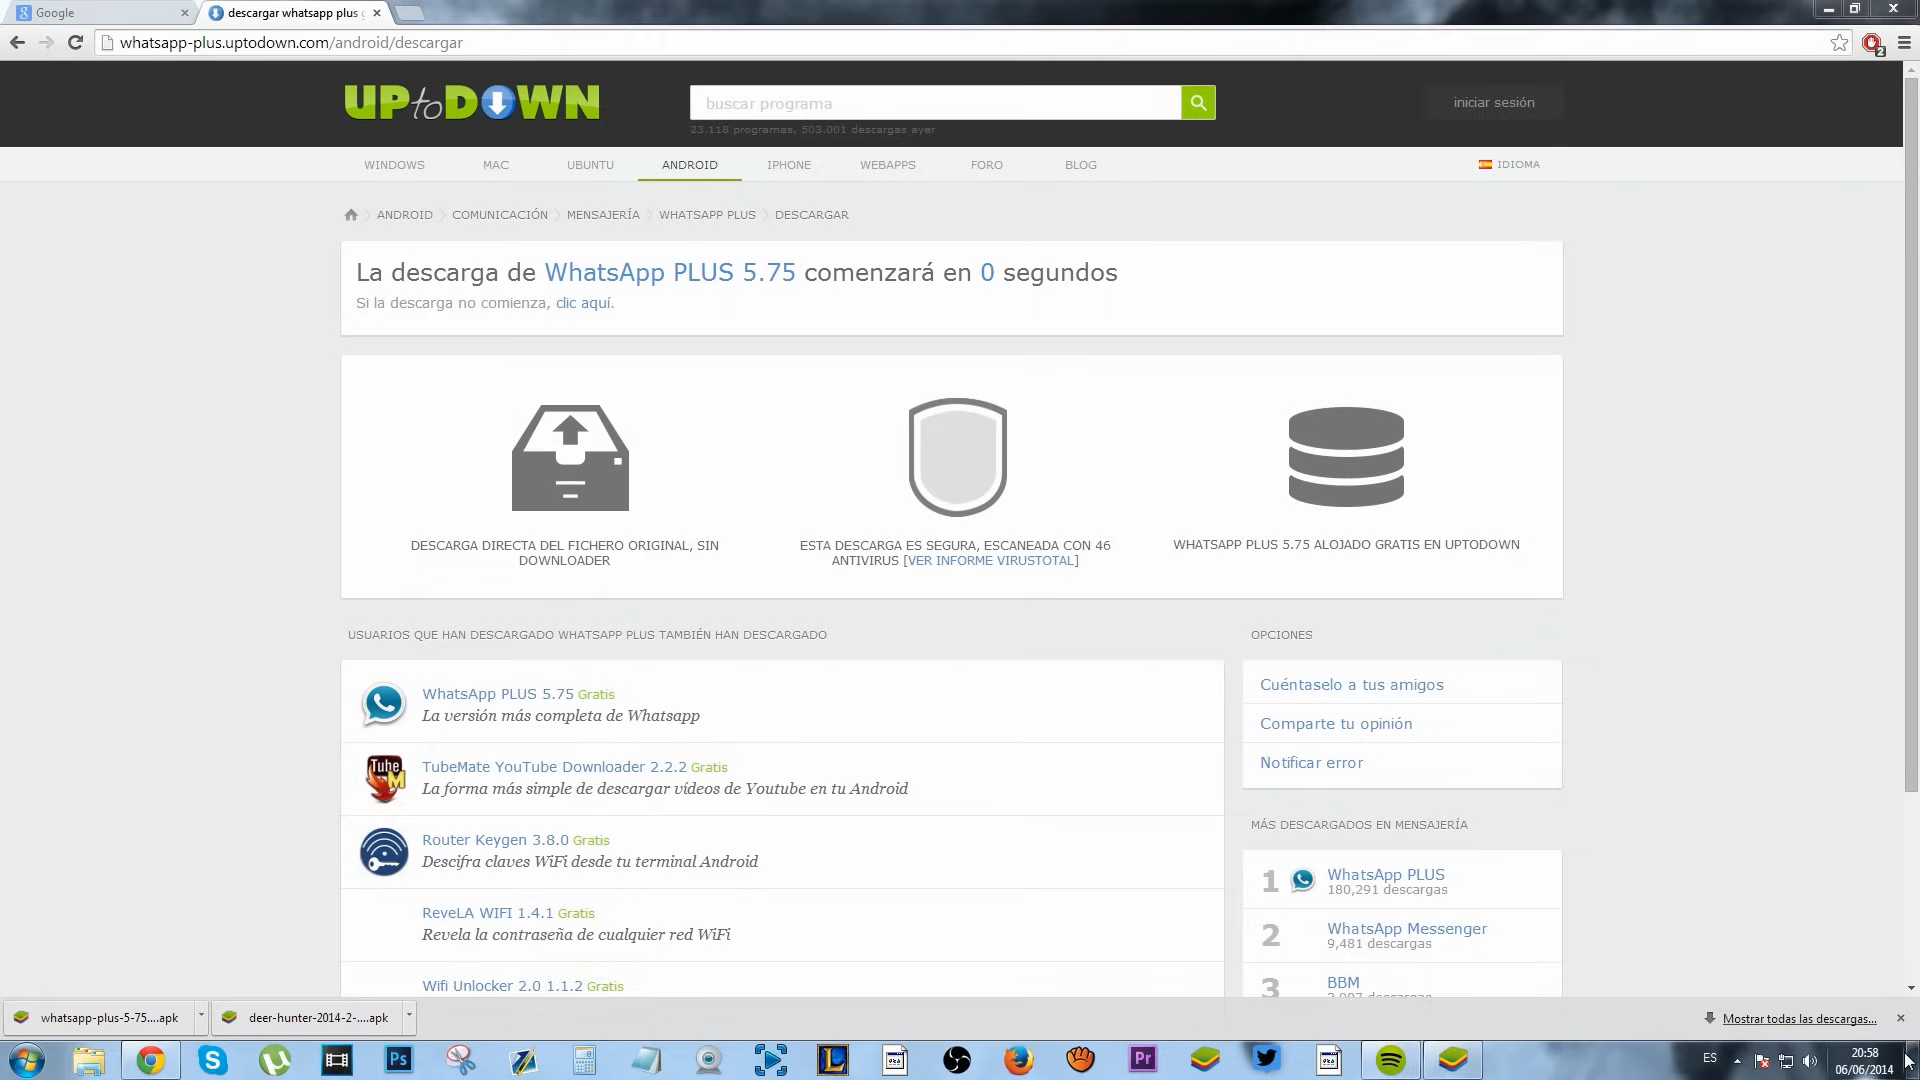 Google
descargar whatsapp plus
whatsapp-plus.uptodown.com/android/descargar
2
UPtoDOWN
buscar programa
iniciar sesión
23.118 programas, 503.001 descargas ayer
WINDOWS MAC UBUNTU ANDROID IPHONE WEBAPPS FORO BLOG IDIOMA
ANDROID COMUNICACIÓN MENSAJERÍA WHATSAPP PLUS DESCARGAR
La descarga de WhatsApp PLUS 5.75 comenzará en 0 segundos
Si la descarga no comienza, clic aquí.
DESCARGA DIRECTA DEL FICHERO ORIGINAL, SIN
DOWNLOADER
ESTA DESCARGA ES SEGURA, ESCANEADA CON 46
ANTIVIRUS [VER INFORME VIRUSTOTAL]
WHATSAPP PLUS 5.75 ALOJADO GRATIS EN UPTODOWN
USUARIOS QUE HAN DESCARGADO WHATSAPP PLUS TAMBIÉN HAN DESCARGADO
WhatsApp PLUS 5.75 Gratis
La versión más completa de Whatsapp
Tube M
TubeMate YouTube Downloader 2.2.2 Gratis
La forma más simple de descargar vídeos de Youtube en tu Android
Router Keygen 3.8.0 Gratis
Descifra claves WiFi desde tu terminal Android
ReveLA WIFI 1.4.1 Gratis
Revela la contraseña de cualquier red WiFi
Wifi Unlocker 2.0 1.1.2 Gratis
OPCIONES
Cuéntaselo a tus amigos
Comparte tu opinión
Notificar error
MÁS DESCARGADOS EN MENSAJERÍA
1 WhatsApp PLUS
180,291 descargas
2 WhatsApp Messenger
9,481 descargas
3 BBM
whatsapp-plus-5-75....apk
deer-hunter-2014-2-....apk
Mostrar todas las descargas...
Ps
L
Pr
ES
20:58
06/06/2014